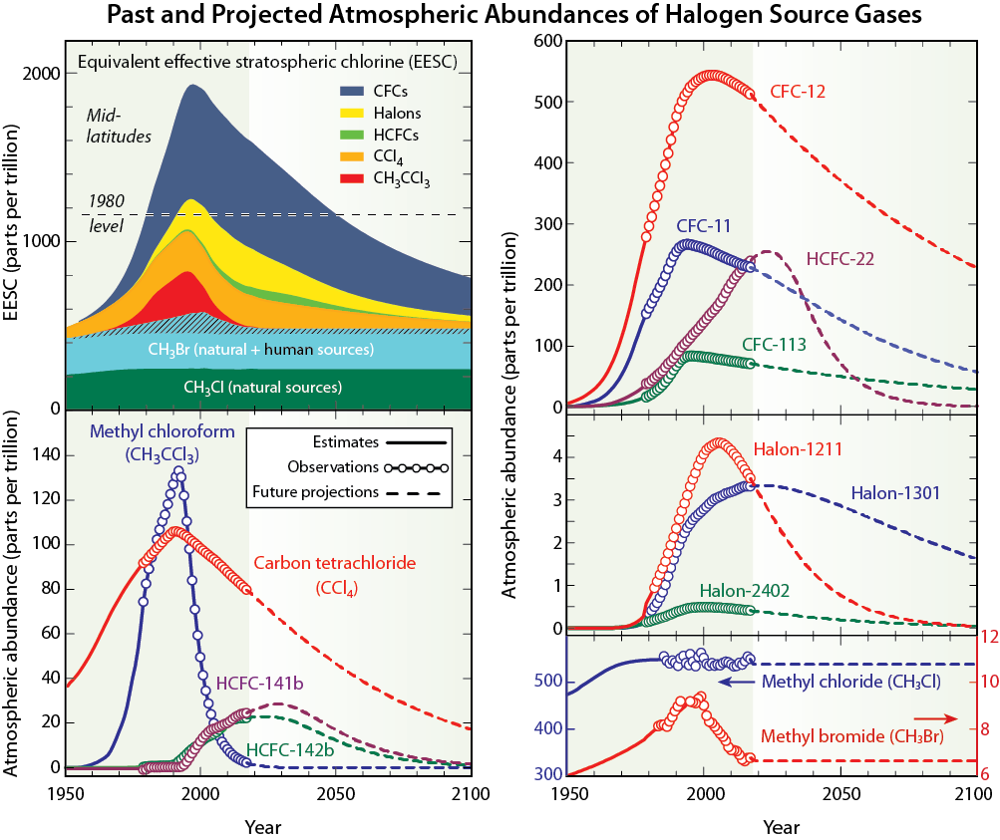 Past and Projected Atmospheric Abundances of Halogen Source Gases
EESC (parts per trillion)
2000
1000
0
Equivalent effective stratospheric chlorine (EESC)
Mid-
latitudes
CFCs
Halons
HCFCs
CCl4
CH3CCl3
1980
level
CH3Br (natural + human sources)
CH3Cl (natural sources)
Atmospheric abundance (parts per trillion)
140
120
100
80
60
40
20
0
Methyl chloroform
(CH3CCl3)
Estimates
Observations
Future projections
Carbon tetrachloride
(CCl4)
HCFC-141b
HCFC-142b
1950
2000
2050
2100
Year
Atmospheric abundance (parts per trillion)
600
500
400
300
200
100
0
CFC-12
CFC-11
HCFC-22
CFC-113
4
3
2
1
0
Halon-1211
Halon-1301
Halon-2402
500
400
300
12
10
8
6
Methyl chloride (CH3Cl)
Methyl bromide (CH3Br)
1950
2000
2050
2100
Year